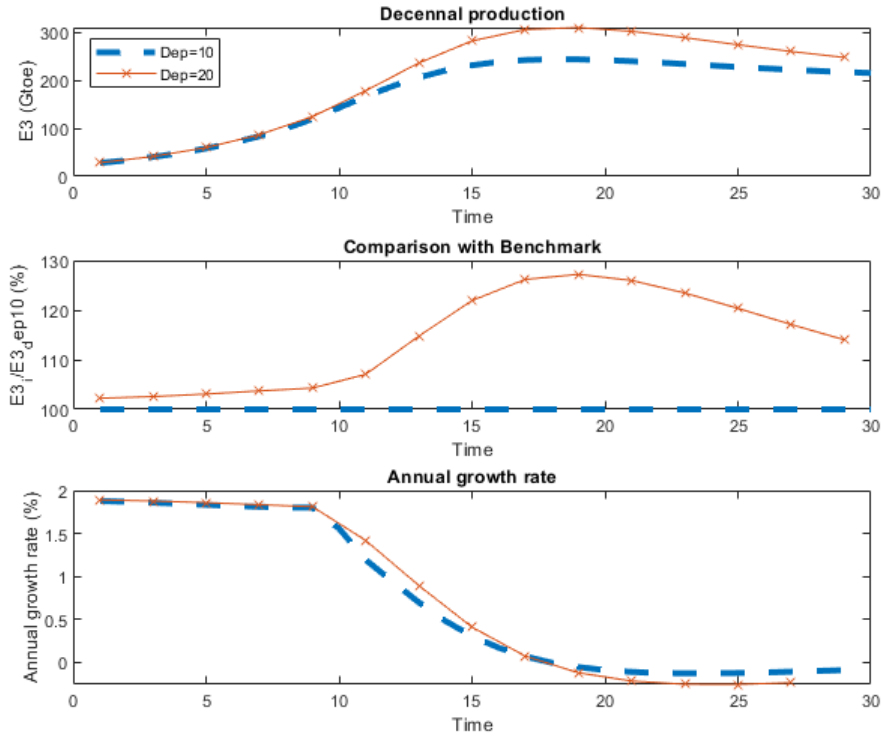 Decennal production
E3 (Gtoe)
300
200
100
0
Dep=10
Dep=20
0 5 10 15 20 25 30
Time
Comparison with Benchmark
E3_i/E3_dep10 (%)
130
120
110
100
0 5 10 15 20 25 30
Time
Annual growth rate
Annual growth rate (%)
2
1.5
1
0.5
0
0 5 10 15 20 25 30
Time